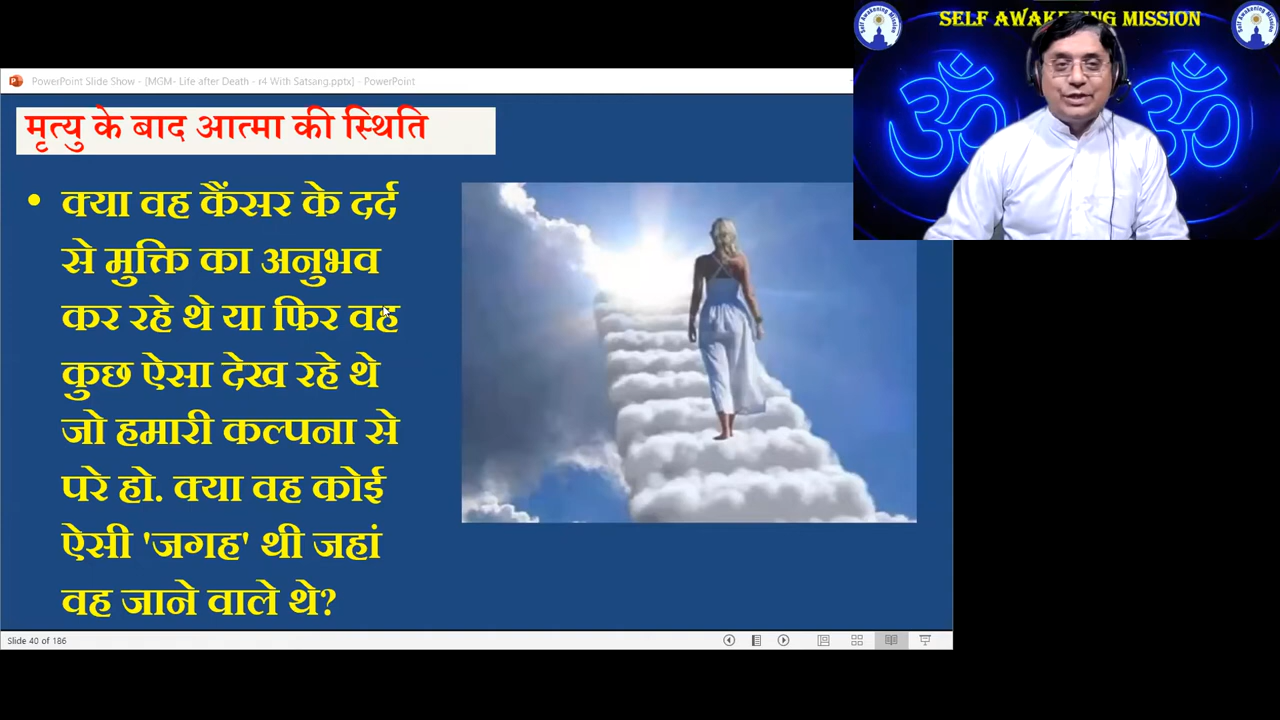 SELF AWAKENING MISSION
PowerPoint Slide Show - [MGM- Life after Death - r4 With Satsang.pptx] - PowerPoint
मृत्यु के बाद आत्मा की स्थिति
• क्या वह कैंसर के दर्द
से मुक्ति का अनुभव
कर रहे थे या फिर वह
कुछ ऐसा देख रहे थे
जो हमारी कल्पना से
परे हो. क्या वह कोई
ऐसी 'जगह' थी जहां
वह जाने वाले थे?
Slide 40 of 186